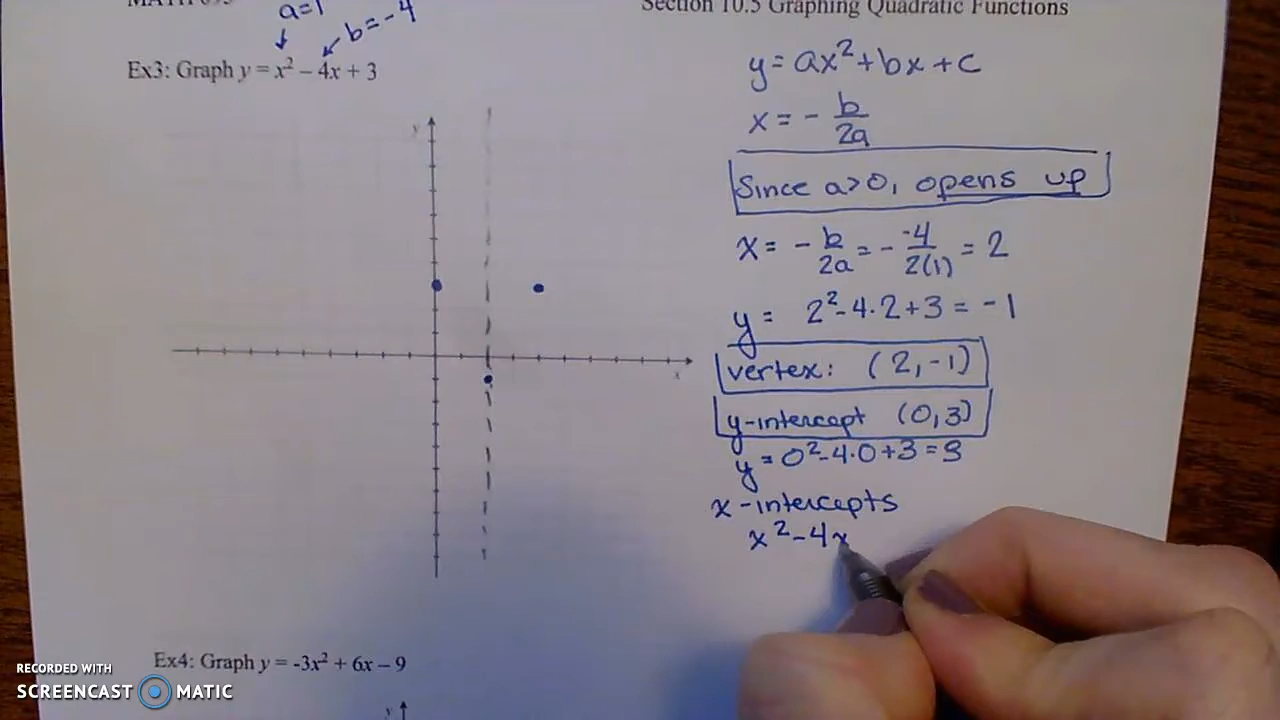 Section 10.5 Graphing Quadratic Functions
a=1
b=-4
Ex3: Graph y = x² – 4x + 3
y = ax² + bx + c
x = - b/2a
Since a>0, opens up
x = - b/2a = - -4/2(1) = 2
y = 2² - 4·2 + 3 = -1
vertex: (2,-1)
y-intercept (0,3)
y = 0² - 4·0 + 3 = 3
x-intercepts
x² - 4x
y
x
Ex4: Graph y = -3x² + 6x – 9
y
RECORDED WITH
SCREENCAST MATIC